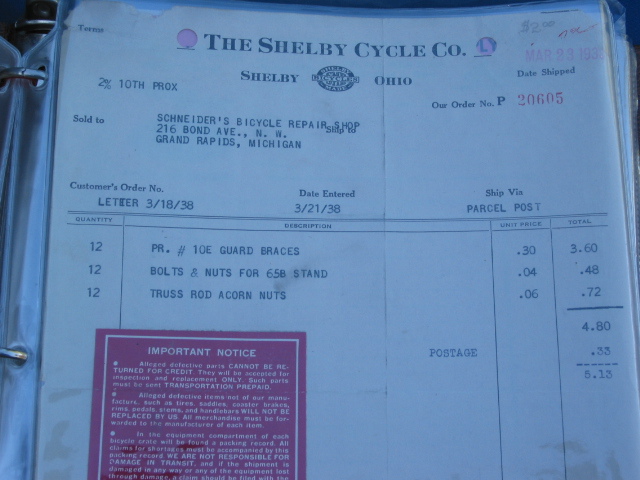 $2.00
Terms
THE SHELBY CYCLE CO.
MAR 23 193
SHELBY OHIO
Date Shipped
2% 10TH PROX
Our Order No. P 20605
Sold to
SCHNEIDER'S BICYCLE REPAIR SHOP
216 BOND AVE., N. W.
Ship to
GRAND RAPIDS, MICHIGAN
Customer's Order No. Date Entered Ship Via
LETTER 3/18/38 3/21/38 PARCEL POST
QUANTITY DESCRIPTION UNIT PRICE TOTAL
12 PR. # 10E GUARD BRACES .30 3.60
12 BOLTS & NUTS FOR 65B STAND .04 .48
12 TRUSS ROD ACORN NUTS .06 .72
4.80
POSTAGE .33
5.13
IMPORTANT NOTICE
Alleged defective parts CANNOT BE RE-
TURNED FOR CREDIT. They will be accepted for
inspection and replacement ONLY. Such parts
must be sent TRANSPORTATION PREPAID.
Alleged defective items not of our manu-
facture, such as tires, saddles, coaster brakes,
rims, pedals, stems, and handlebars WILL NOT BE
REPLACED BY US. All merchandise must be for-
warded to the manufacturer of each item.
In the equipment compartment of each
bicycle crate will be found a packing record. All
claims for shortages must be accompanied by this
packing record. WE ARE NOT RESPONSIBLE FOR
DAMAGE IN TRANSIT, and if the shipment is
damaged in any way or any of the equipment lost
through damage, a claim should be filed with the